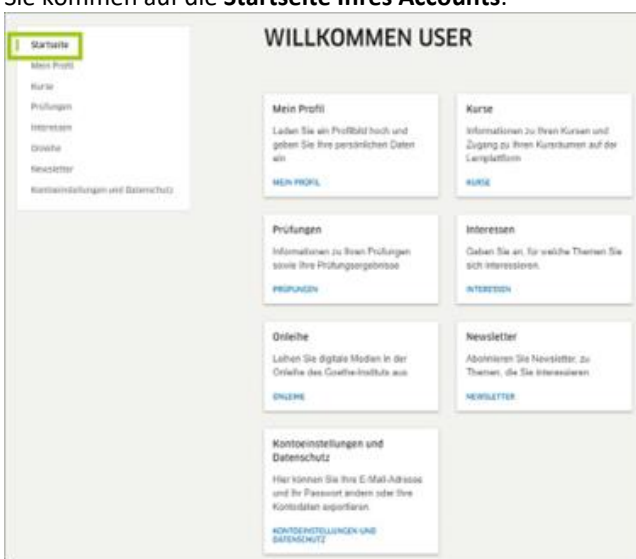 Sie kommen auf die Startseite Ihres Accounts.
Startseite
Mein Profil
Kurse
Prüfungen
Interessen
Onleihe
Newsletter
Kontoeinstellungen und Datenschutz
WILLKOMMEN USER
Mein Profil
Laden Sie ein Profilbild hoch und
geben Sie Ihre persönlichen Daten
ein
MEIN PROFIL
Kurse
Informationen zu Ihren Kursen und
Zugang zu Ihren Kursräumen auf der
Lernplattform
KURSE
Prüfungen
Informationen zu Ihren Prüfungen
sowie Ihre Prüfungsergebnisse
PRÜFUNGEN
Interessen
Geben Sie an, für welche Themen Sie
sich interessieren.
INTERESSEN
Onleihe
Leihen Sie digitale Medien in der
Onleihe des Goethe-Instituts aus.
ONLEIHE
Newsletter
Abonnieren Sie Newsletter, zu
Themen, die Sie interessieren
NEWSLETTER
Kontoeinstellungen und
Datenschutz
Hier können Sie Ihre E-Mail-Adresse
und Ihr Passwort ändern oder Ihre
Kontodaten exportieren.
KONTOEINSTELLUNGEN UND
DATENSCHUTZ